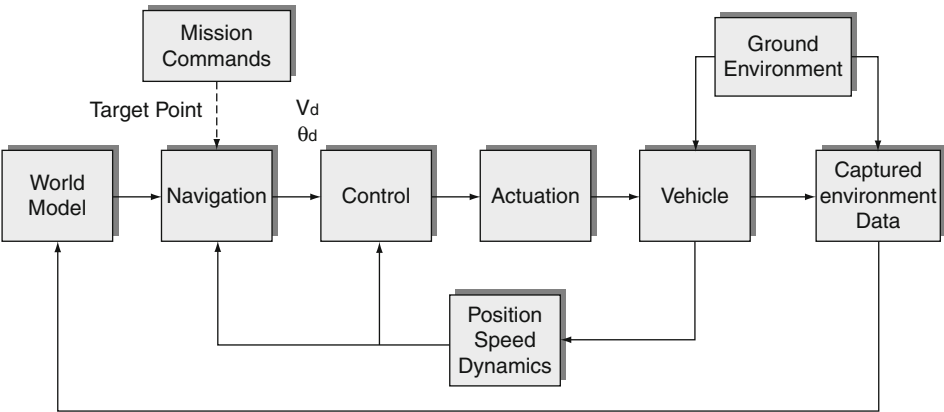 Mission
Commands
Ground
Environment
Target Point
Vd
θd
World
Model
Navigation
Control
Actuation
Vehicle
Captured
environment
Data
Position
Speed
Dynamics